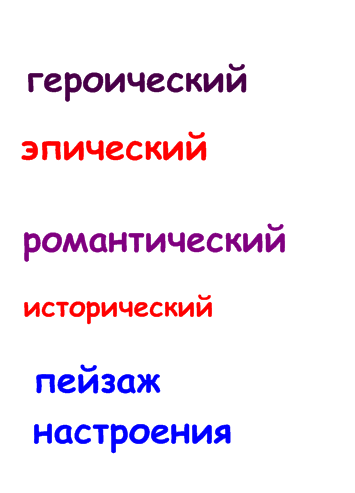 героический
эпический
романтический
исторический
пейзаж
настроения